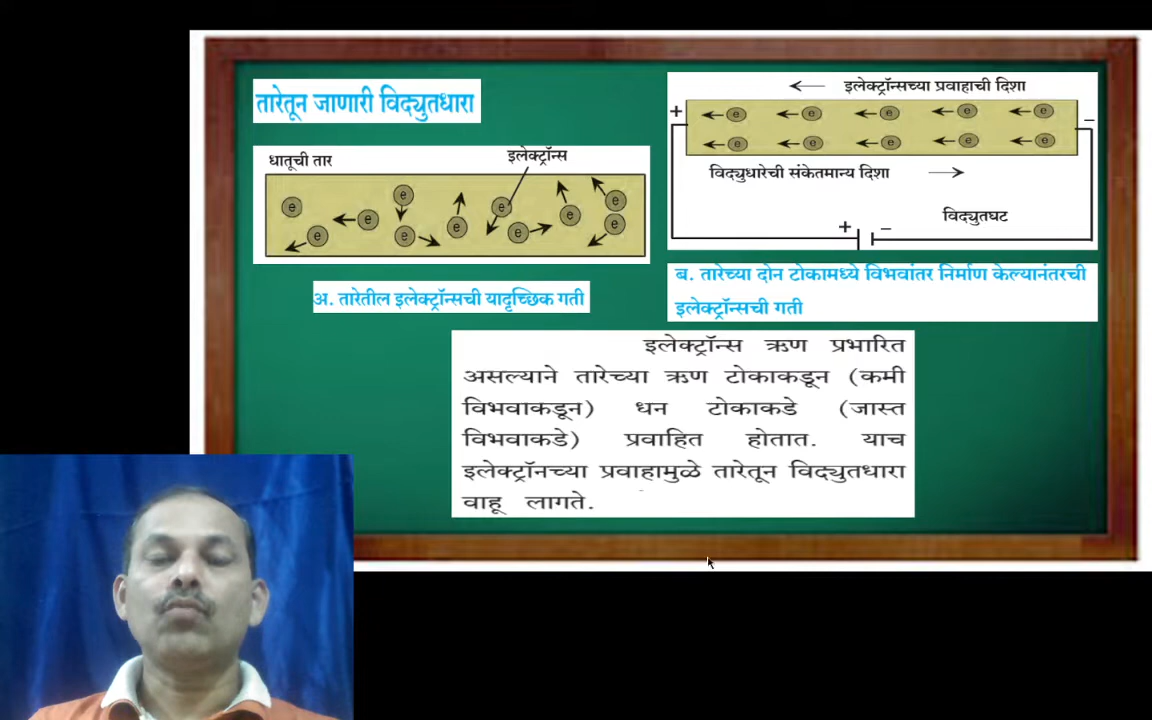 तारेतून जाणारी विद्युतधारा
धातूची तार
इलेक्ट्रॉन्स
e e e e e e e e e e e
अ. तारेतील इलेक्ट्रॉन्सची यादृच्छिक गती
इलेक्ट्रॉन्सच्या प्रवाहाची दिशा
+ −
e e e e e
e e e e e
विद्युधारेची संकेतमान्य दिशा
विद्युतघट
+ −
ब. तारेच्या दोन टोकामध्ये विभवांतर निर्माण केल्यानंतरची
इलेक्ट्रॉन्सची गती
इलेक्ट्रॉन्स ऋण प्रभारित
असल्याने तारेच्या ऋण टोकाकडून (कमी
विभवाकडून) धन टोकाकडे (जास्त
विभवाकडे) प्रवाहित होतात. याच
इलेक्ट्रॉनच्या प्रवाहामुळे तारेतून विद्युतधारा
वाहू लागते.